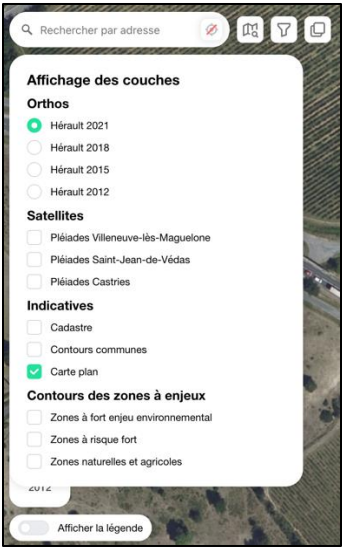 Rechercher par adresse
Affichage des couches
Orthos
Hérault 2021
Hérault 2018
Hérault 2015
Hérault 2012
Satellites
Pléiades Villeneuve-lès-Maguelone
Pléiades Saint-Jean-de-Védas
Pléiades Castries
Indicatives
Cadastre
Contours communes
Carte plan
Contours des zones à enjeux
Zones à fort enjeu environnemental
Zones à risque fort
Zones naturelles et agricoles
2012
Afficher la légende